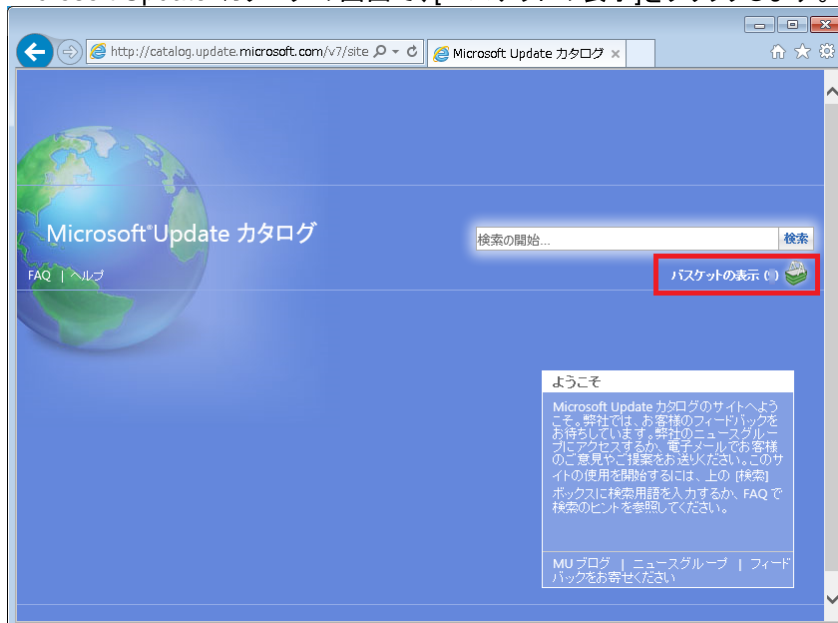 http://catalog.update.microsoft.com/v7/site
Microsoft Update カタログ
Microsoft®Update カタログ
検索の開始...
検索
FAQ | ヘルプ
バスケットの表示 ( )
ようこそ
Microsoft Update カタログのサイトへよう
こそ。弊社では、お客様のフィードバックを
お待ちしています。弊社のニュースグルー
プにアクセスするか、電子メールでお客様
のご意見やご提案をお送りください。このサ
イトの使用を開始するには、上の [検索]
ボックスに検索用語を入力するか、FAQ で
検索のヒントを参照してください。
MU ブログ | ニュースグループ | フィード
バックをお寄せください